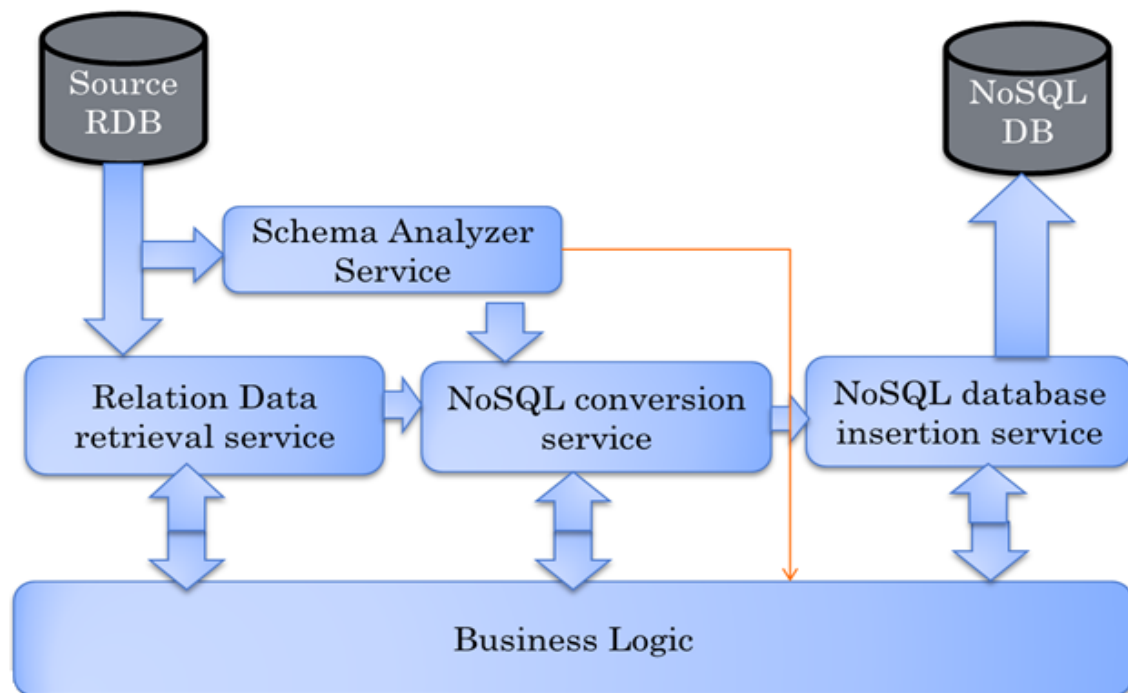 Source
RDB
NoSQL
DB
Schema Analyzer
Service
Relation Data
retrieval service
NoSQL conversion
service
NoSQL database
insertion service
Business Logic